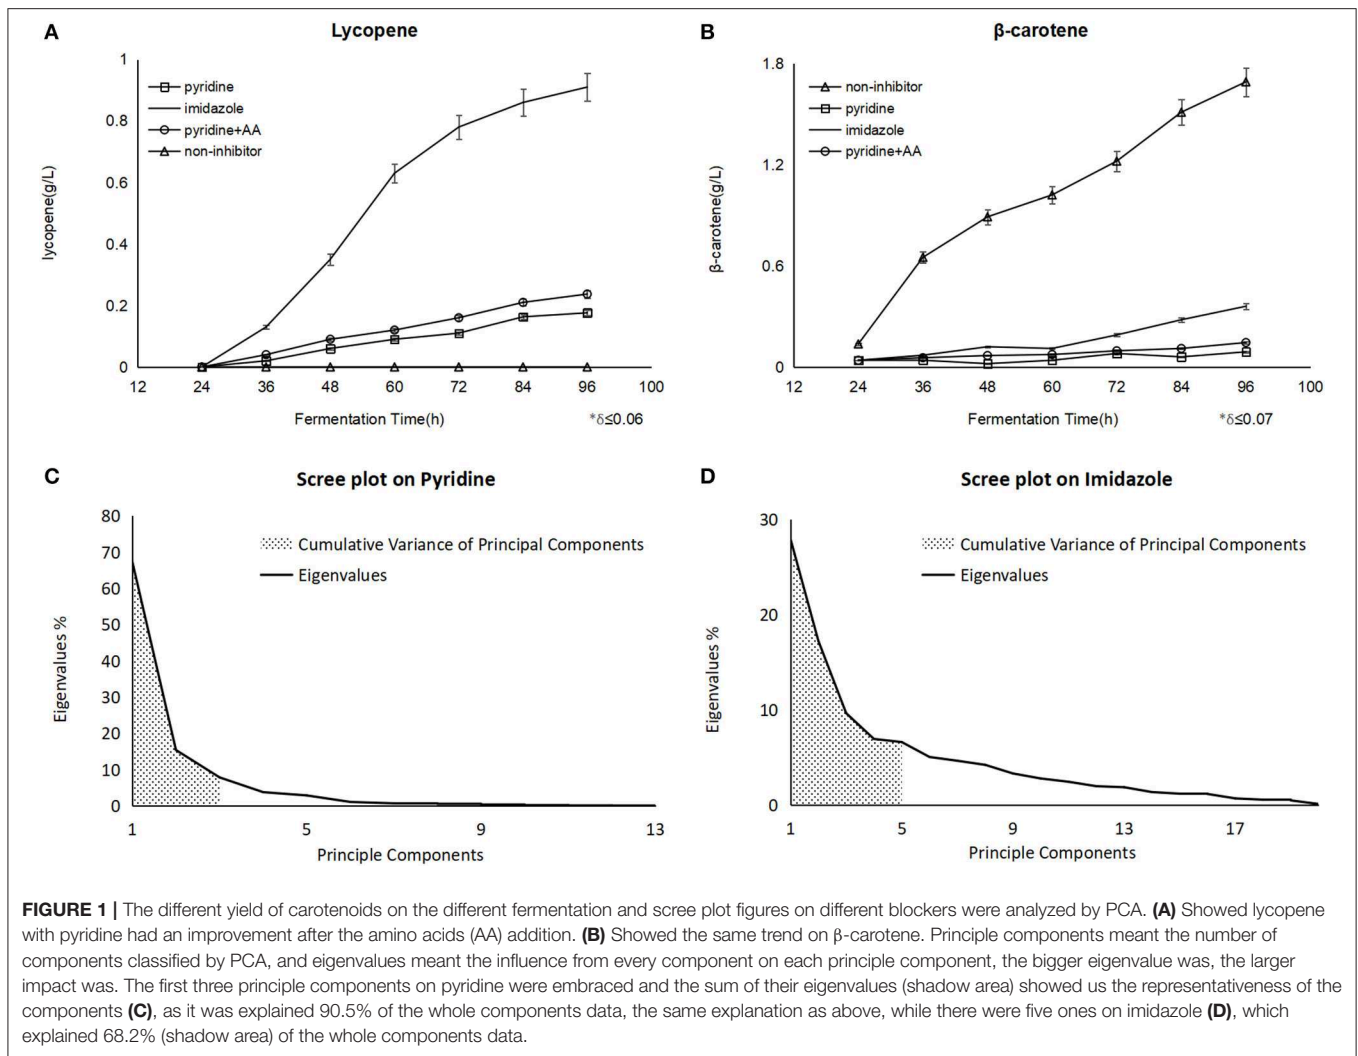 A
Lycopene
1
0.8
0.6
0.4
0.2
0
lycopene(g/L)
pyridine
imidazole
pyridine+AA
non-inhibitor
12 24 36 48 60 72 84 96 100
Fermentation Time(h)
*δ≤0.06
B
β-carotene
1.8
1.2
0.6
0
β-carotene(g/L)
non-inhibitor
pyridine
imidazole
pyridine+AA
12 24 36 48 60 72 84 96 100
Fermentation Time(h)
*δ≤0.07
C
Scree plot on Pyridine
80
70
60
50
40
30
20
10
0
Eigenvalues %
Cumulative Variance of Principal Components
Eigenvalues
1 5 9 13
Principle Components
D
Scree plot on Imidazole
30
20
10
0
Eigenvalues %
Cumulative Variance of Principal Components
Eigenvalues
1 5 9 13 17
Principle Components
FIGURE 1 | The different yield of carotenoids on the different fermentation and scree plot figures on different blockers were analyzed by PCA. (A) Showed lycopene
with pyridine had an improvement after the amino acids (AA) addition. (B) Showed the same trend on β-carotene. Principle components meant the number of
components classified by PCA, and eigenvalues meant the influence from every component on each principle component, the bigger eigenvalue was, the larger
impact was. The first three principle components on pyridine were embraced and the sum of their eigenvalues (shadow area) showed us the representativeness of the
components (C), as it was explained 90.5% of the whole components data, the same explanation as above, while there were five ones on imidazole (D), which
explained 68.2% (shadow area) of the whole components data.